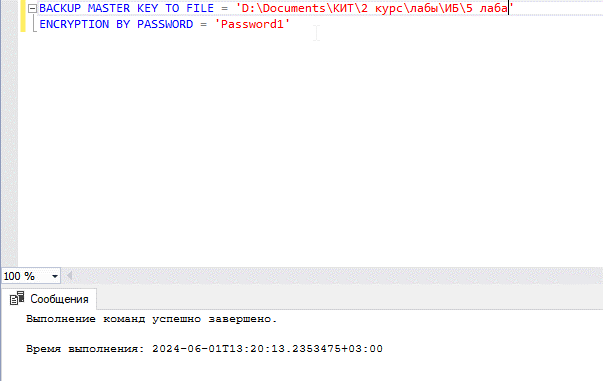 BACKUP MASTER KEY TO FILE = 'D:\Documents\КИТ\2 курс\лабы\ИБ\5 лаба'
ENCRYPTION BY PASSWORD = 'Password1'
100 %
Сообщения
Выполнение команд успешно завершено.
Время выполнения: 2024-06-01T13:20:13.2353475+03:00